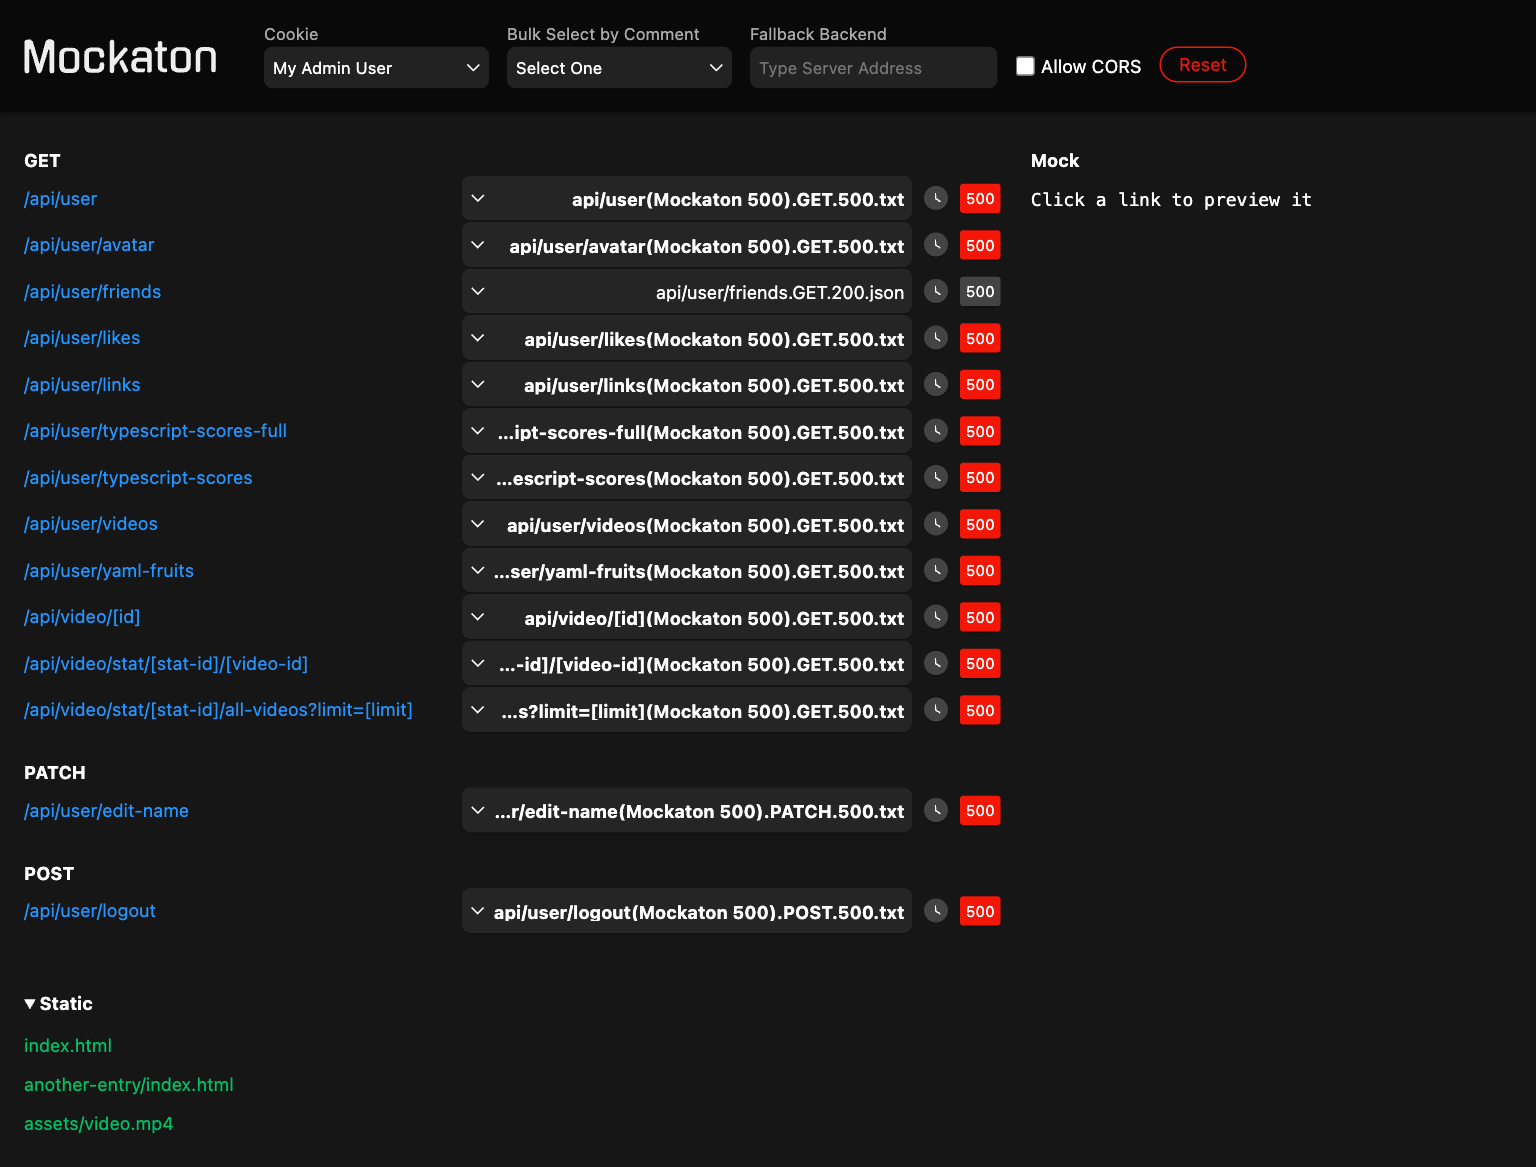 Mockaton
Cookie
My Admin User
Bulk Select by Comment
Select One
Fallback Backend
Type Server Address
Allow CORS
Reset
GET
/api/user
api/user(Mockaton 500).GET.500.txt
500
/api/user/avatar
api/user/avatar(Mockaton 500).GET.500.txt
500
/api/user/friends
api/user/friends.GET.200.json
500
/api/user/likes
api/user/likes(Mockaton 500).GET.500.txt
500
/api/user/links
api/user/links(Mockaton 500).GET.500.txt
500
/api/user/typescript-scores-full
...ipt-scores-full(Mockaton 500).GET.500.txt
500
/api/user/typescript-scores
...escript-scores(Mockaton 500).GET.500.txt
500
/api/user/videos
api/user/videos(Mockaton 500).GET.500.txt
500
/api/user/yaml-fruits
...ser/yaml-fruits(Mockaton 500).GET.500.txt
500
/api/video/[id]
api/video/[id](Mockaton 500).GET.500.txt
500
/api/video/stat/[stat-id]/[video-id]
...-id]/[video-id](Mockaton 500).GET.500.txt
500
/api/video/stat/[stat-id]/all-videos?limit=[limit]
...s?limit=[limit](Mockaton 500).GET.500.txt
500
PATCH
/api/user/edit-name
...r/edit-name(Mockaton 500).PATCH.500.txt
500
POST
/api/user/logout
api/user/logout(Mockaton 500).POST.500.txt
500
Static
index.html
another-entry/index.html
assets/video.mp4
Mock
Click a link to preview it